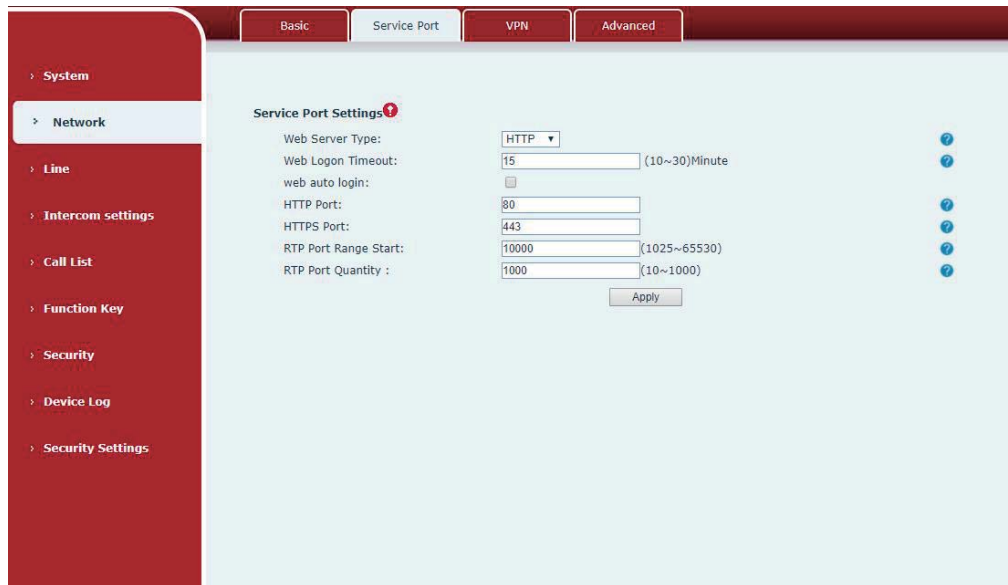 Basic Service Port VPN Advanced
› System
› Network
› Line
› Intercom settings
› Call List
› Function Key
› Security
› Device Log
› Security Settings
Service Port Settings
Web Server Type: HTTP
Web Logon Timeout: 15 (10~30)Minute
web auto login:
HTTP Port: 80
HTTPS Port: 443
RTP Port Range Start: 10000 (1025~65530)
RTP Port Quantity : 1000 (10~1000)
Apply